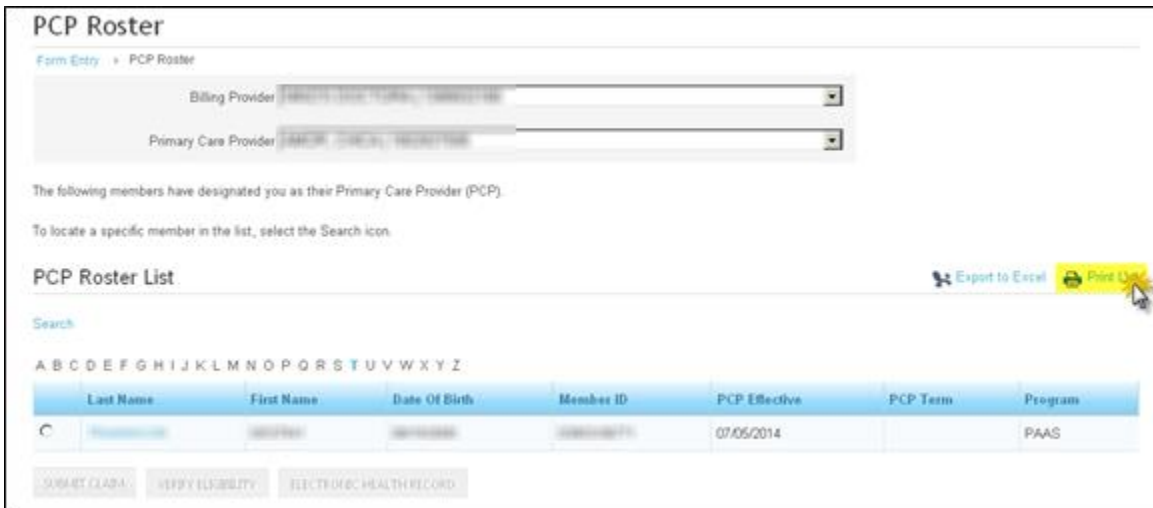 PCP Roster
Form Entry › PCP Roster
Billing Provider
Primary Care Provider
The following members have designated you as their Primary Care Provider (PCP).
To locate a specific member in the list, select the Search icon.
PCP Roster List Export to Excel Print List
Search
A B C D E F G H I J K L M N O P Q R S T U V W X Y Z
Last Name First Name Date Of Birth Member ID PCP Effective PCP Term Program
07/05/2014 PAAS
SUBMIT CLAIM VERIFY ELIGIBILITY ELECTRONIC HEALTH RECORD